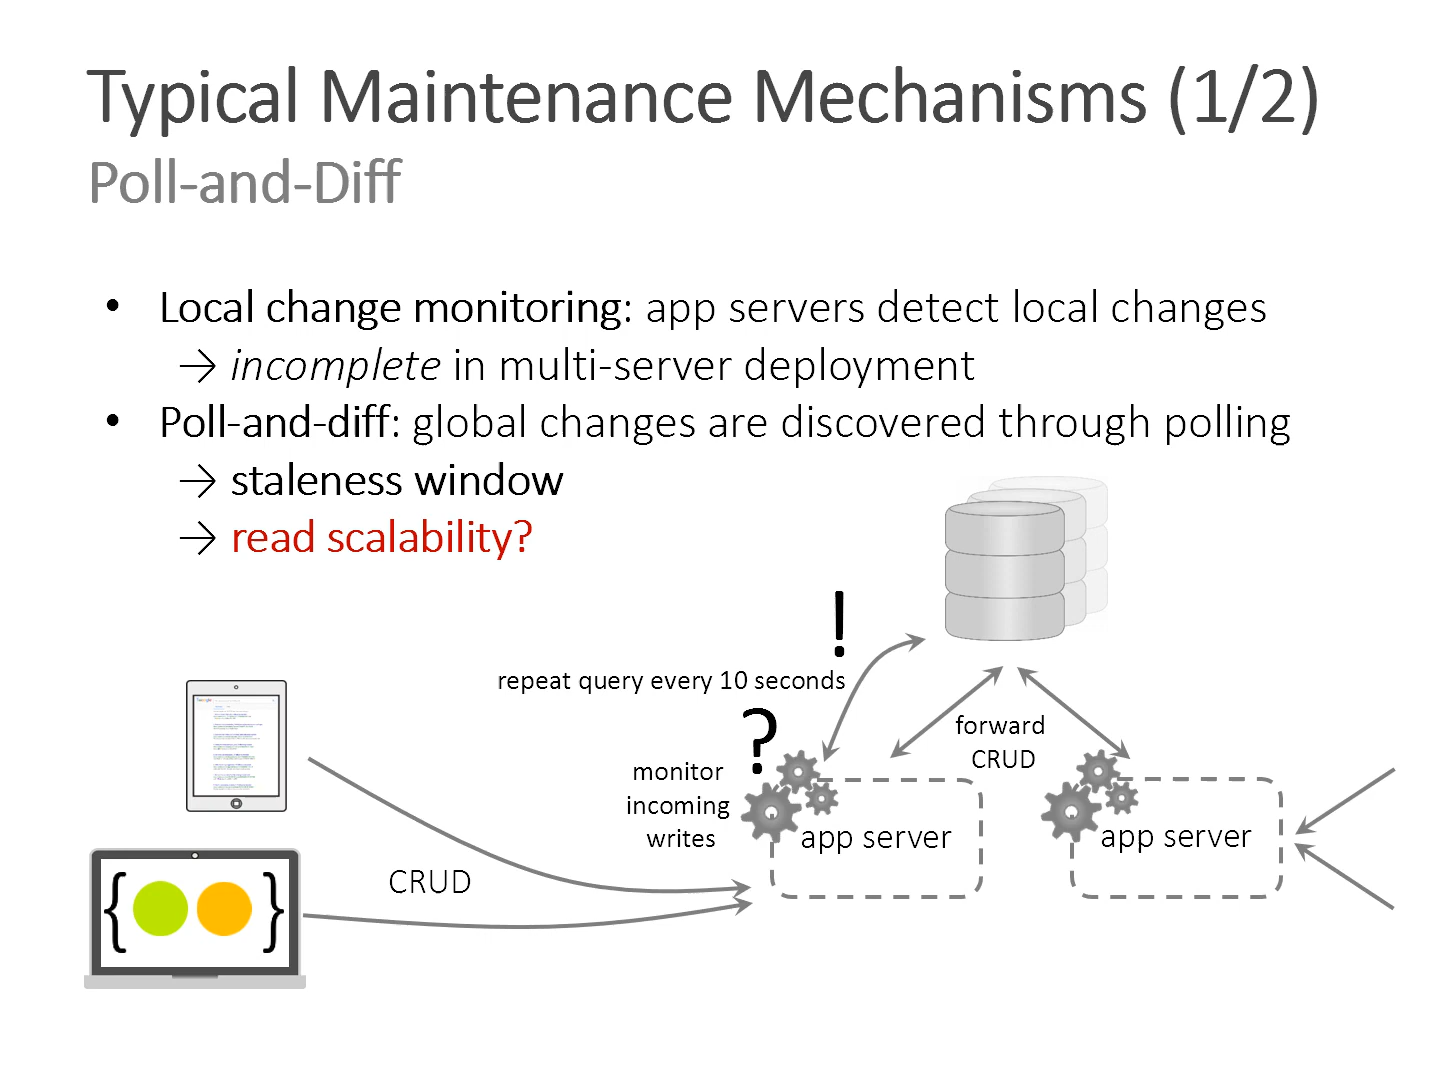 Typical Maintenance Mechanisms (1/2)
Poll-and-Diff
• Local change monitoring: app servers detect local changes
→ incomplete in multi-server deployment
• Poll-and-diff: global changes are discovered through polling
→ staleness window
→ read scalability?
!
repeat query every 10 seconds
?
forward
CRUD
monitor
incoming
writes
app server
app server
CRUD
{ }